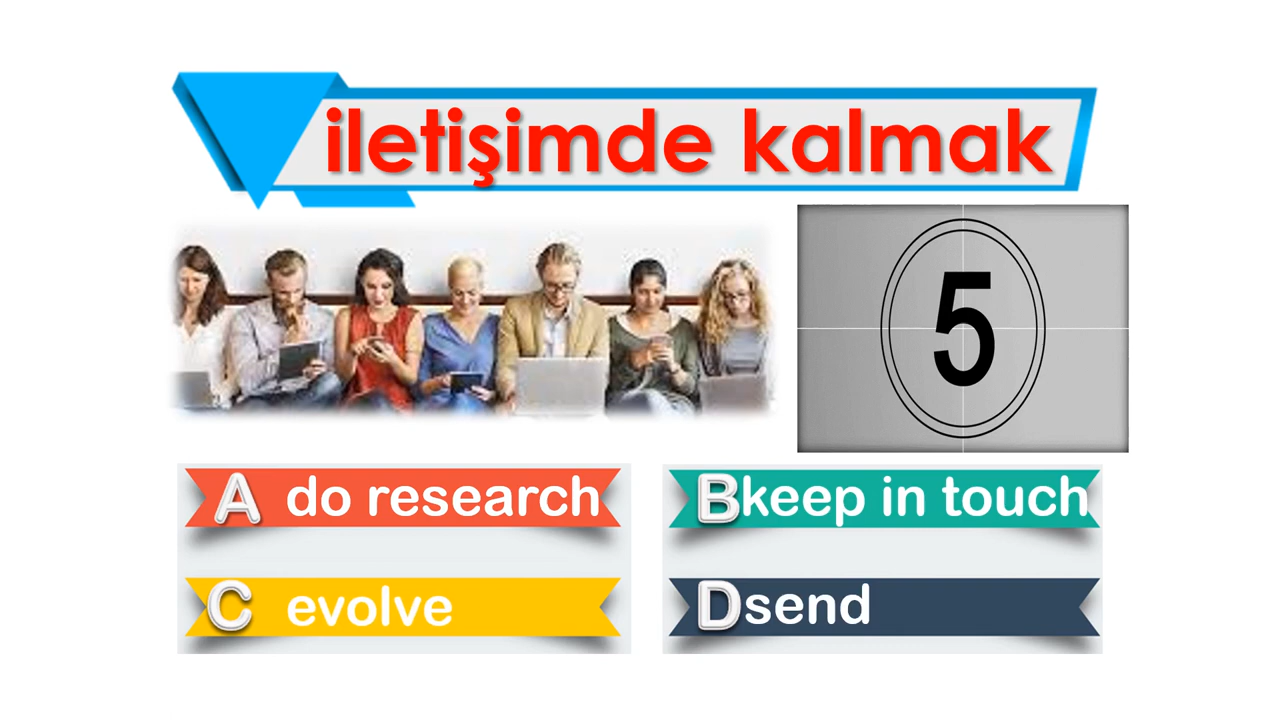 iletişimde kalmak
5
A do research
B keep in touch
C evolve
D send